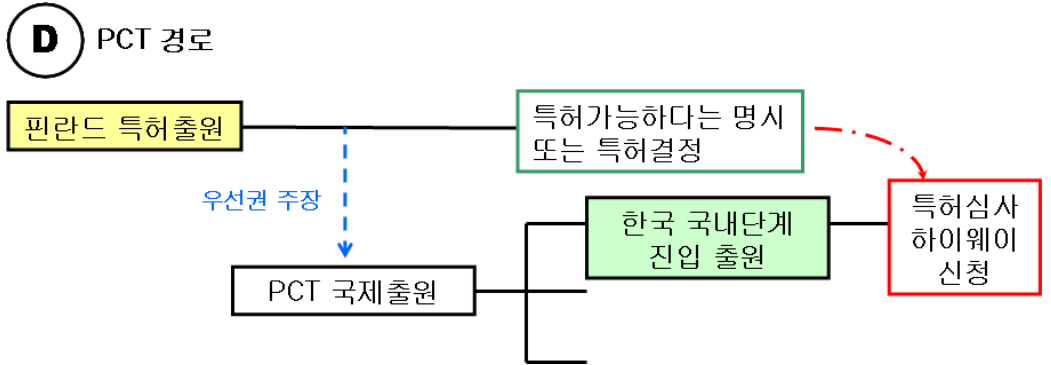 D PCT 경로
핀란드 특허출원
특허가능하다는 명시
또는 특허결정
우선권 주장
한국 국내단계
진입 출원
특허심사
하이웨이
신청
PCT 국제출원